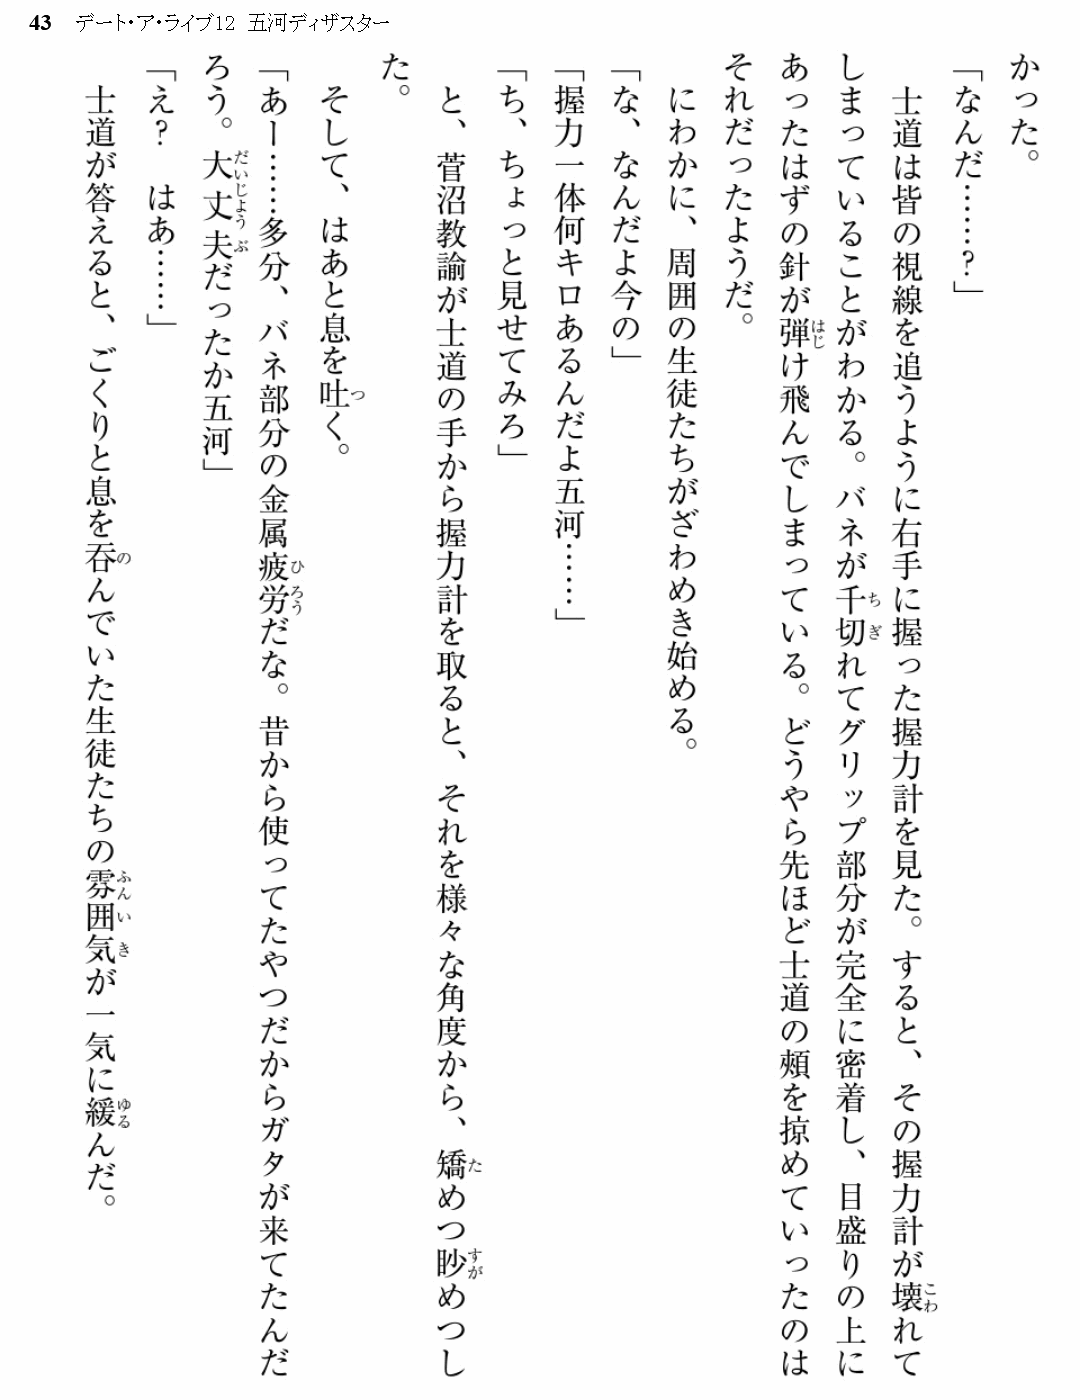 43 デート・ア・ライブ12 五河ディザスター
かった。
「なんだ……？」
　士道は皆の視線を追うように右手に握った握力計を見た。すると、その握力計が壊れて
しまっていることがわかる。バネが千切れてグリップ部分が完全に密着し、目盛りの上に
あったはずの針が弾け飛んでしまっている。どうやら先ほど士道の頰を掠めていったのは
それだったようだ。
　にわかに、周囲の生徒たちがざわめき始める。
「な、なんだよ今の」
「握力一体何キロあるんだよ五河……」
「ち、ちょっと見せてみろ」
　と、菅沼教諭が士道の手から握力計を取ると、それを様々な角度から、矯めつ眇めつし
た。
　そして、はあと息を吐く。
「あー……多分、バネ部分の金属疲労だな。昔から使ってたやつだからガタが来てたんだ
ろう。大丈夫だったか五河」
「え？　はあ……」
　士道が答えると、ごくりと息を呑んでいた生徒たちの雰囲気が一気に緩んだ。